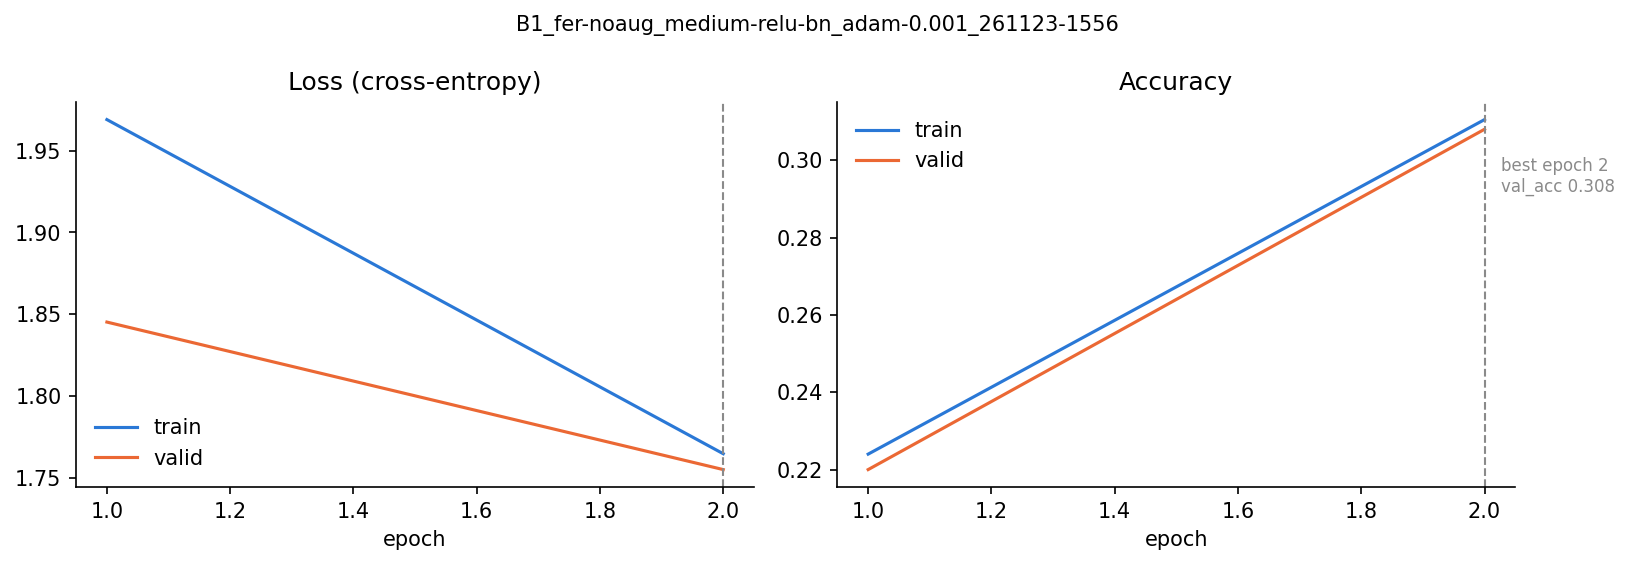 B1_fer-noaug_medium-relu-bn_adam-0.001_261123-1556
Loss (cross-entropy)
1.95
1.90
1.85
1.80
1.75
train
valid
1.0 1.2 1.4 1.6 1.8 2.0
epoch
Accuracy
train
valid
0.30
0.28
0.26
0.24
0.22
best epoch 2
val_acc 0.308
1.0 1.2 1.4 1.6 1.8 2.0
epoch